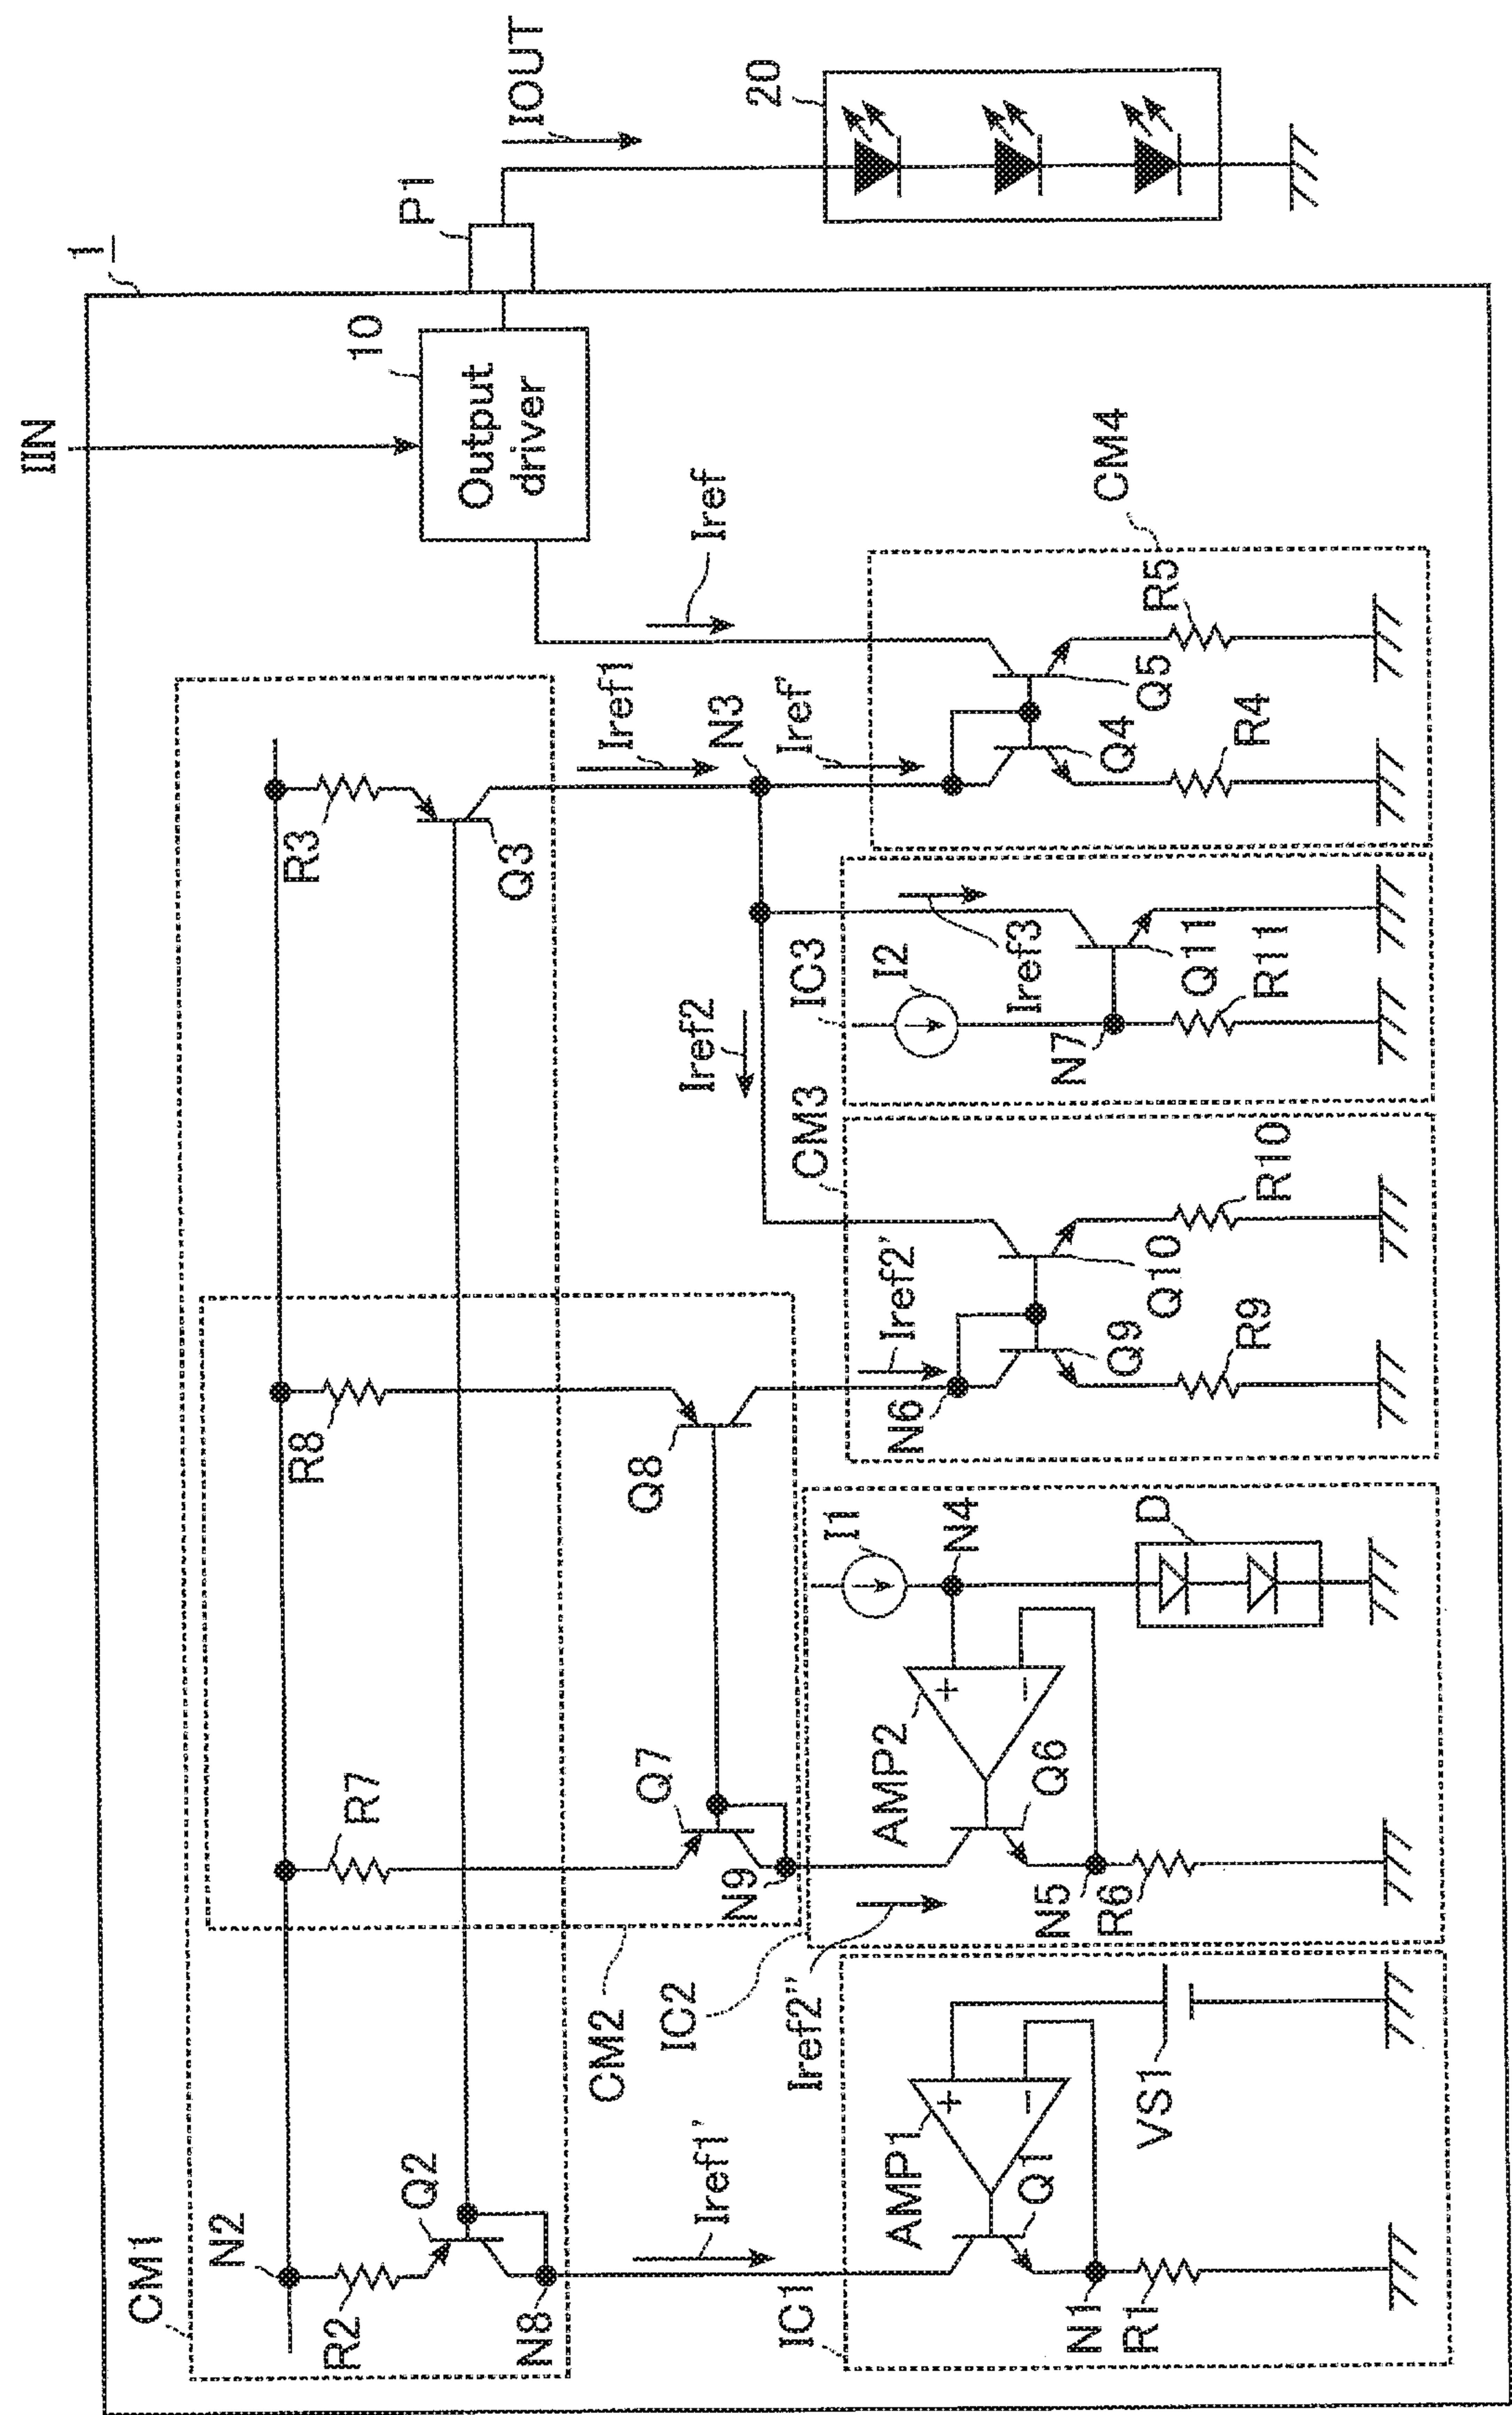 IIN
1
10
Output
driver
P1
IOUT
20
CM1
N2
R2
Q2
N8
R7
Q7
N9
R8
Q8
R3
Q3
CM2
Iref1'
IC1
AMP1
+
−
Q1
N1
R1
VS1
IC2
Iref2''
AMP2
+
−
Q6
N5
R6
I1
N4
D
Iref2'
N6
CM3
Q9
Q10
R9
R10
Iref2
IC3
I2
N7
Iref3
Q11
R11
Iref1
N3
Iref'
Iref
CM4
Q4
Q5
R4
R5